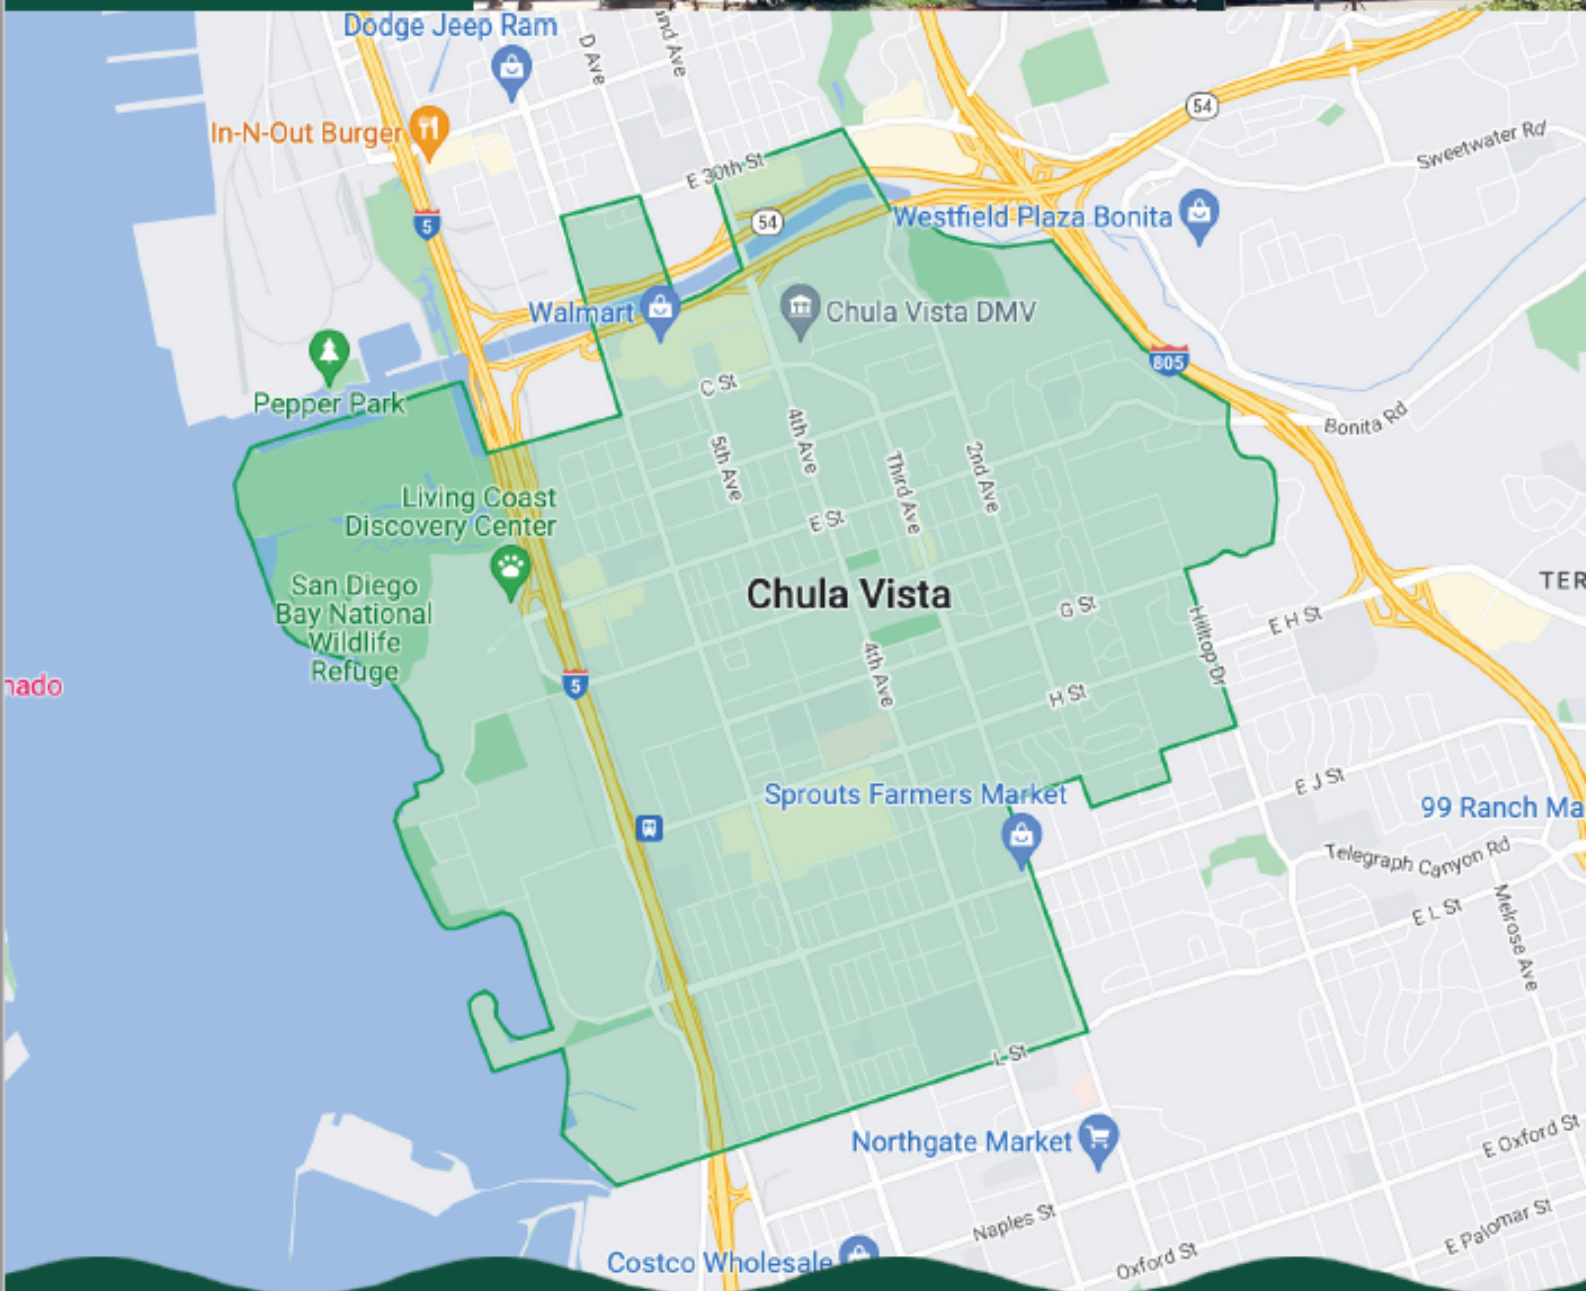 Dodge Jeep Ram
D Ave
In-N-Out Burger
54
Sweetwater Rd
E 30th St
5
54
Westfield Plaza Bonita
Walmart
Chula Vista DMV
805
Pepper Park
C St
Bonita Rd
4th Ave
5th Ave
Third Ave
2nd Ave
Living Coast
Discovery Center
E St
San Diego
Bay National
Wildlife
Refuge
Chula Vista
TER
G St
E H St
Hilltop Dr
4th Ave
nado
5
H St
Sprouts Farmers Market
E J St
99 Ranch Ma
Telegraph Canyon Rd
E L St
Melrose Ave
L St
Northgate Market
E Oxford St
Naples St
E Palomar St
Costco Wholesale
Oxford St